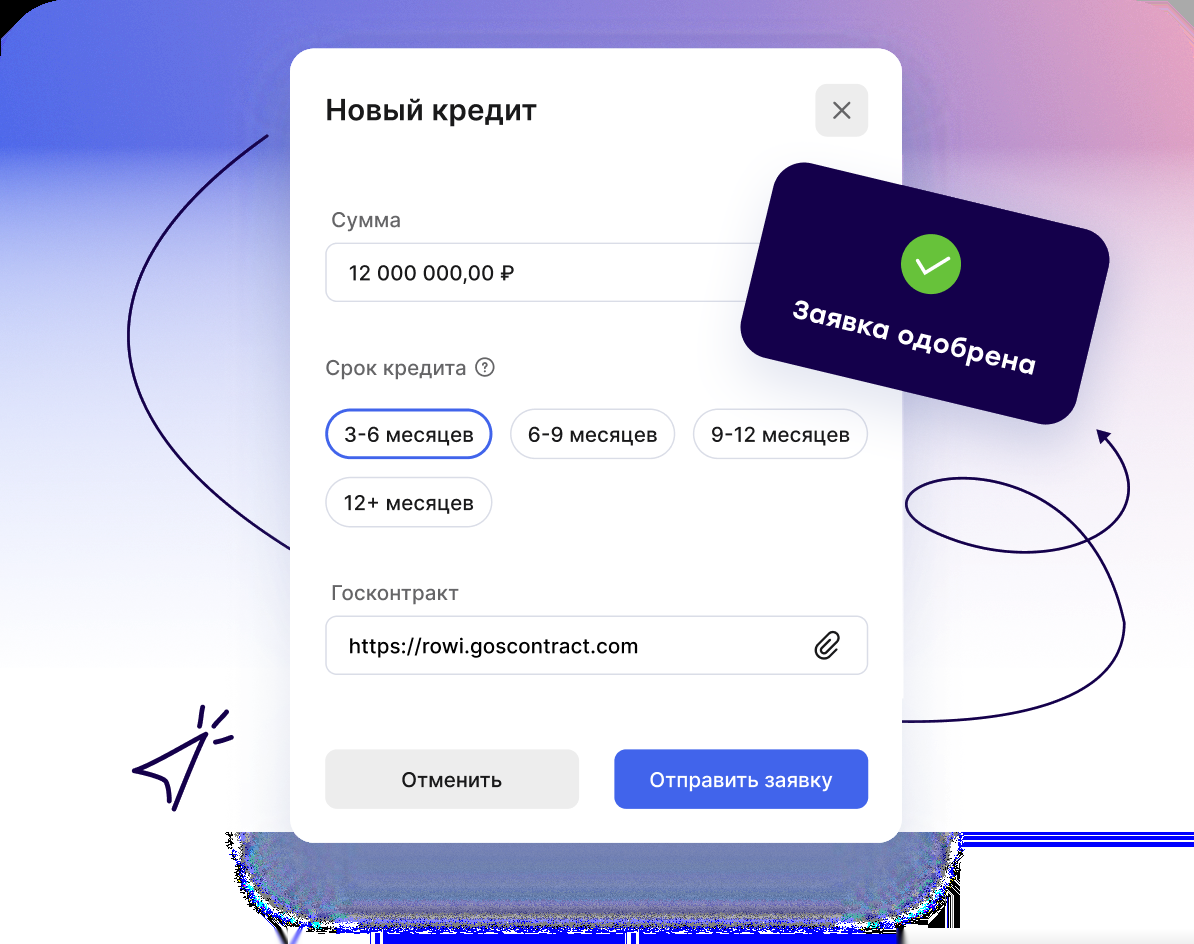 Новый кредит
Сумма
12 000 000,00 ₽
Заявка одобрена
Срок кредита
3-6 месяцев
6-9 месяцев
9-12 месяцев
12+ месяцев
Госконтракт
https://rowi.goscontract.com
Отменить
Отправить заявку